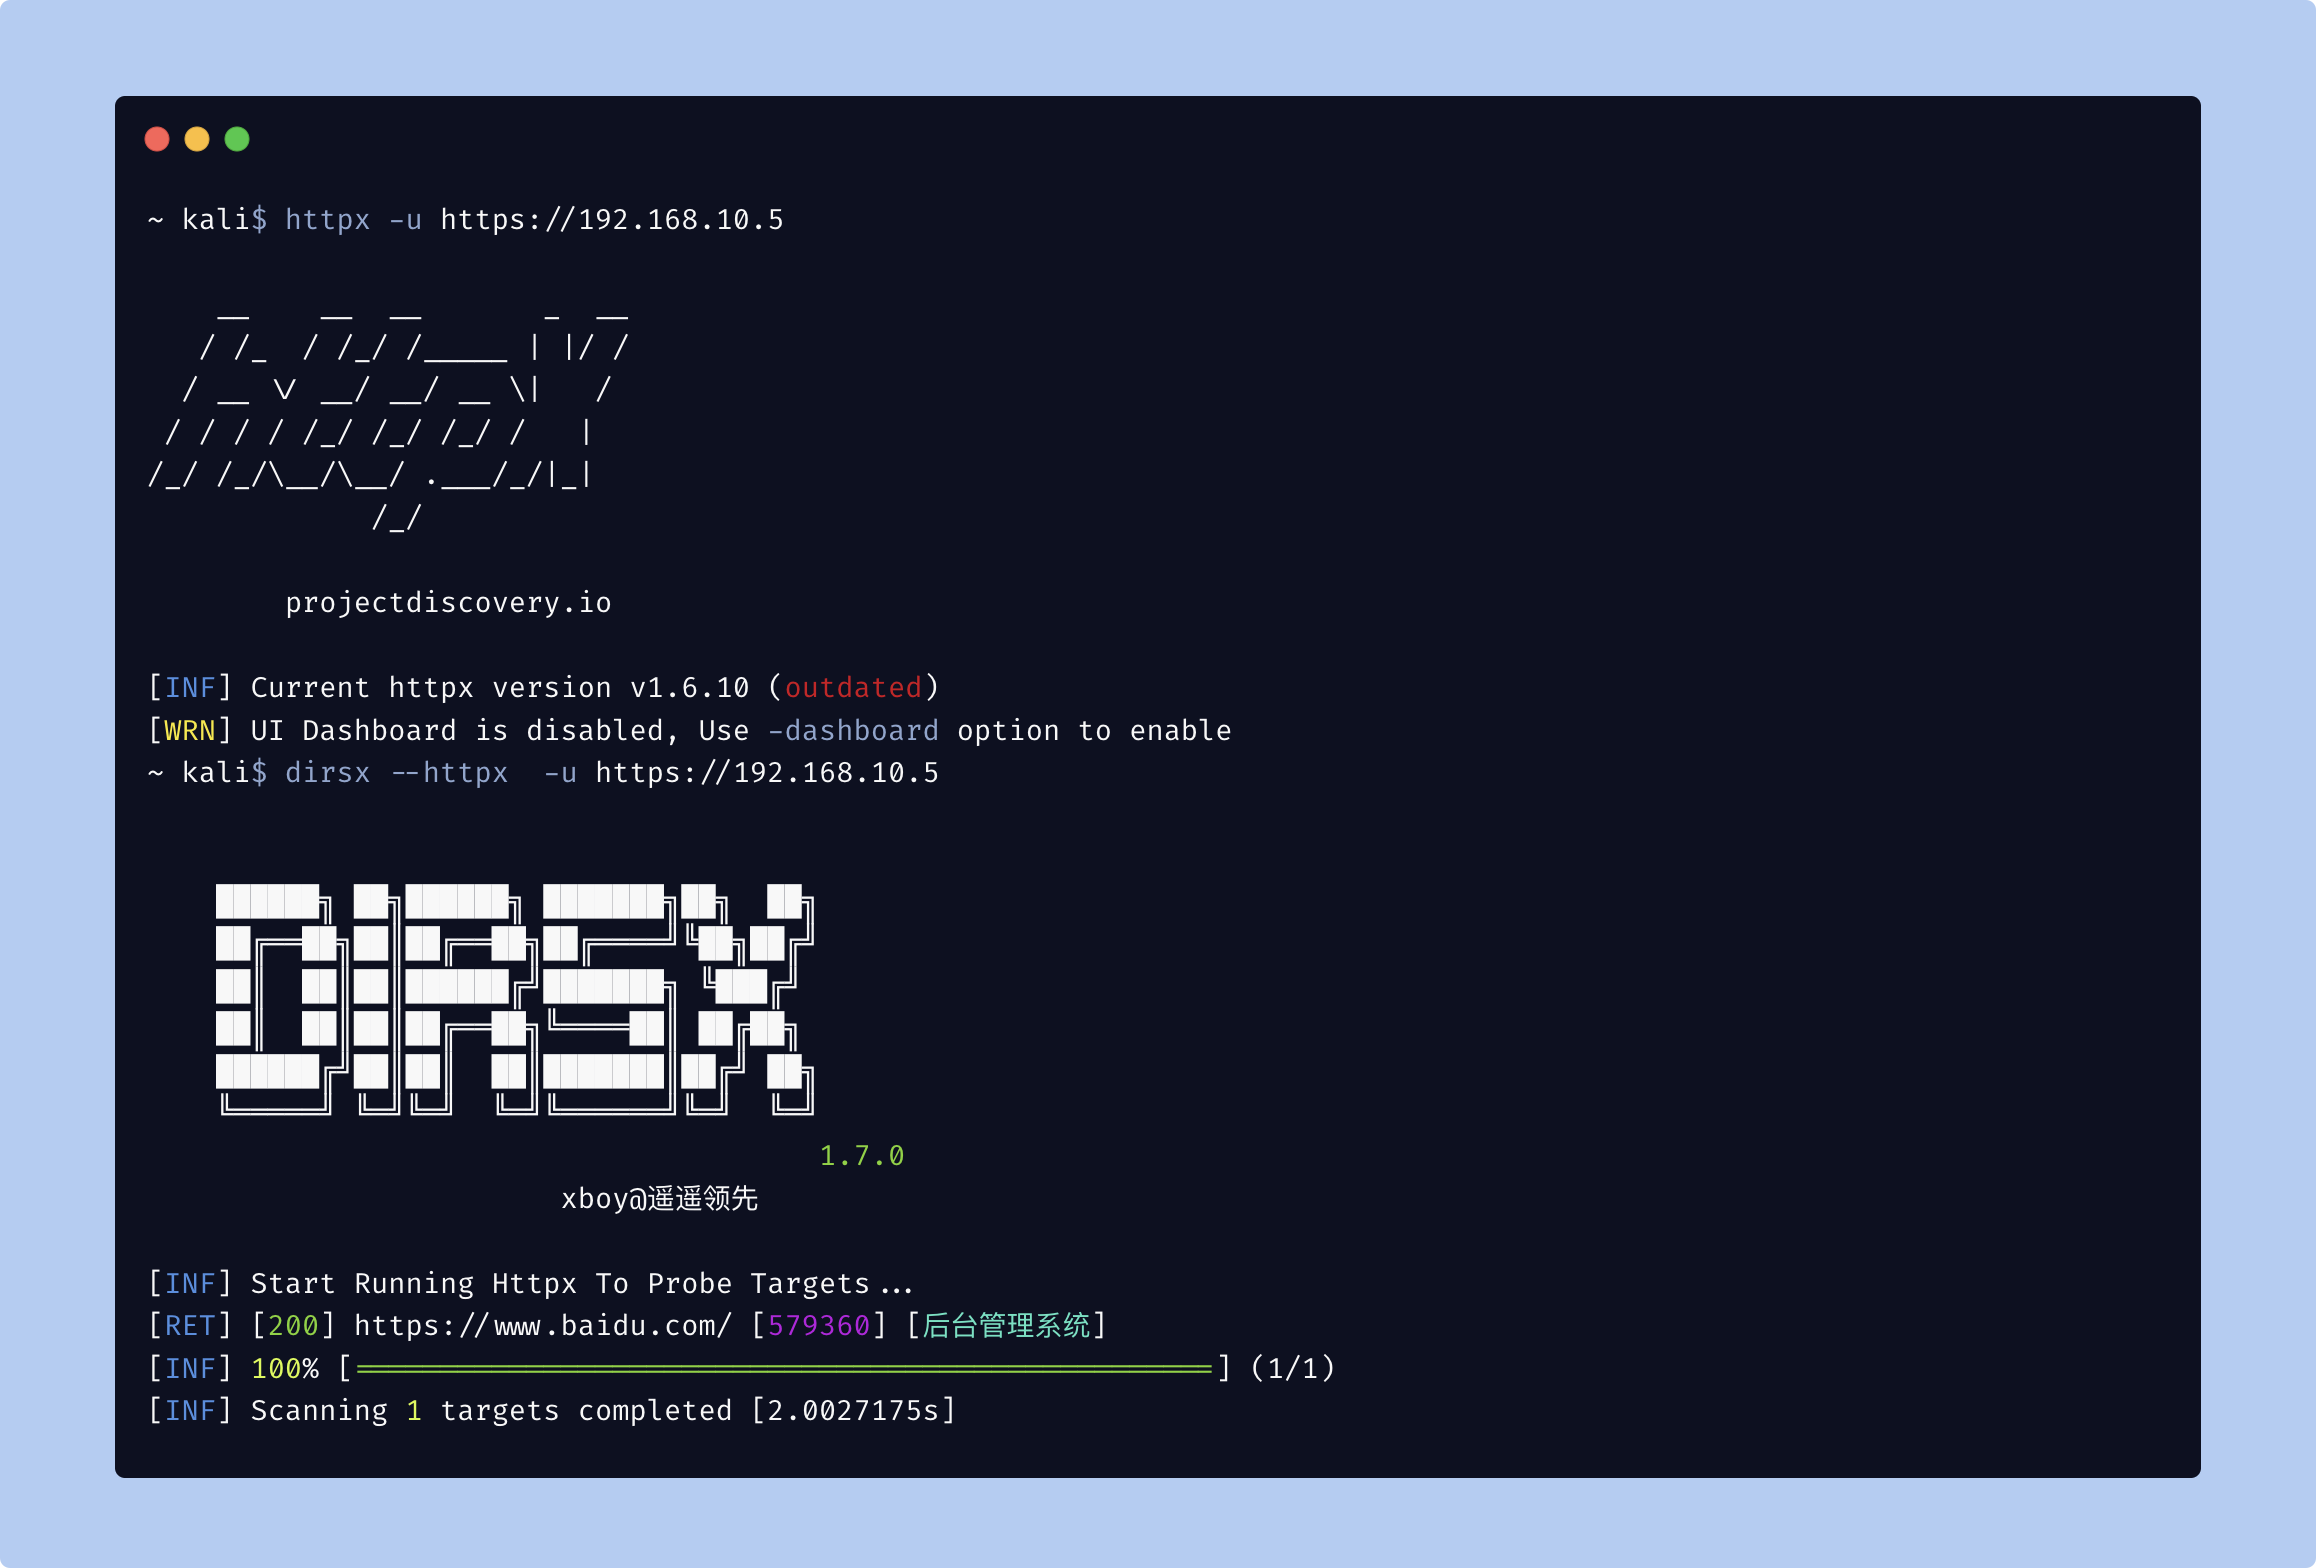 ~ kali$ httpx -u https://192.168.10.5
    __    __  __       _  __
   / /_  / /_/ /_____ | |/ /
  / __ \/ __/ __/ __ \|   /
 / / / / /_/ /_/ /_/ /   |
/_/ /_/\__/\__/ .___/_/|_|
             /_/
projectdiscovery.io
[INF] Current httpx version v1.6.10 (outdated)
[WRN] UI Dashboard is disabled, Use -dashboard option to enable
~ kali$ dirsx --httpx  -u https://192.168.10.5
██████╗ ██╗██████╗ ███████╗██╗  ██╗
██╔══██╗██║██╔══██╗██╔════╝╚██╗██╔╝
██║  ██║██║██████╔╝███████╗ ╚███╔╝
██║  ██║██║██╔══██╗╚════██║ ██╔██╗
██████╔╝██║██║  ██║███████║██╔╝ ██╗
╚═════╝ ╚═╝╚═╝  ╚═╝╚══════╝╚═╝  ╚═╝
1.7.0
xboy@遥遥领先
[INF] Start Running Httpx To Probe Targets...
[RET] [200] https://www.baidu.com/ [579360] [后台管理系统]
[INF] 100% [══════════════════════════════════════════════════] (1/1)
[INF] Scanning 1 targets completed [2.0027175s]